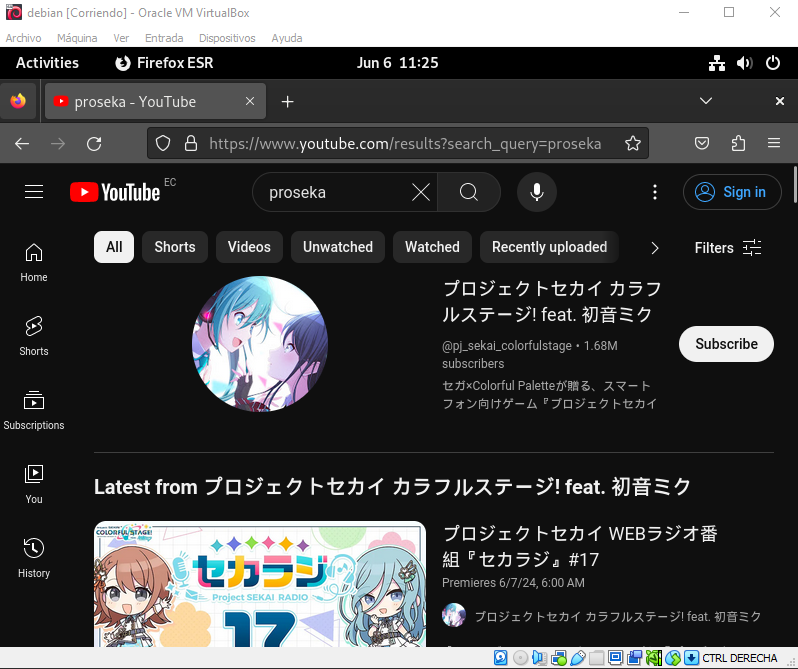 debian [Corriendo] - Oracle VM VirtualBox
Archivo Máquina Ver Entrada Dispositivos Ayuda
Activities Firefox ESR Jun 6 11:25
proseka - YouTube
https://www.youtube.com/results?search_query=proseka
YouTube EC proseka Sign in
All Shorts Videos Unwatched Watched Recently uploaded Filters
Home
Shorts
Subscriptions
You
History
プロジェクトセカイ カラフ
ルステージ! feat. 初音ミク
@pj_sekai_colorfulstage • 1.68M
subscribers
Subscribe
セガ×Colorful Paletteが贈る、スマート
フォン向けゲーム『プロジェクトセカイ
Latest from プロジェクトセカイ カラフルステージ! feat. 初音ミク
COLORFUL STAGE!
セカラジ
Project SEKAI RADIO
17
プロジェクトセカイ WEBラジオ番
組『セカラジ』#17
Premieres 6/7/24, 6:00 AM
プロジェクトセカイ カラフルステージ! feat. 初音ミク
CTRL DERECHA